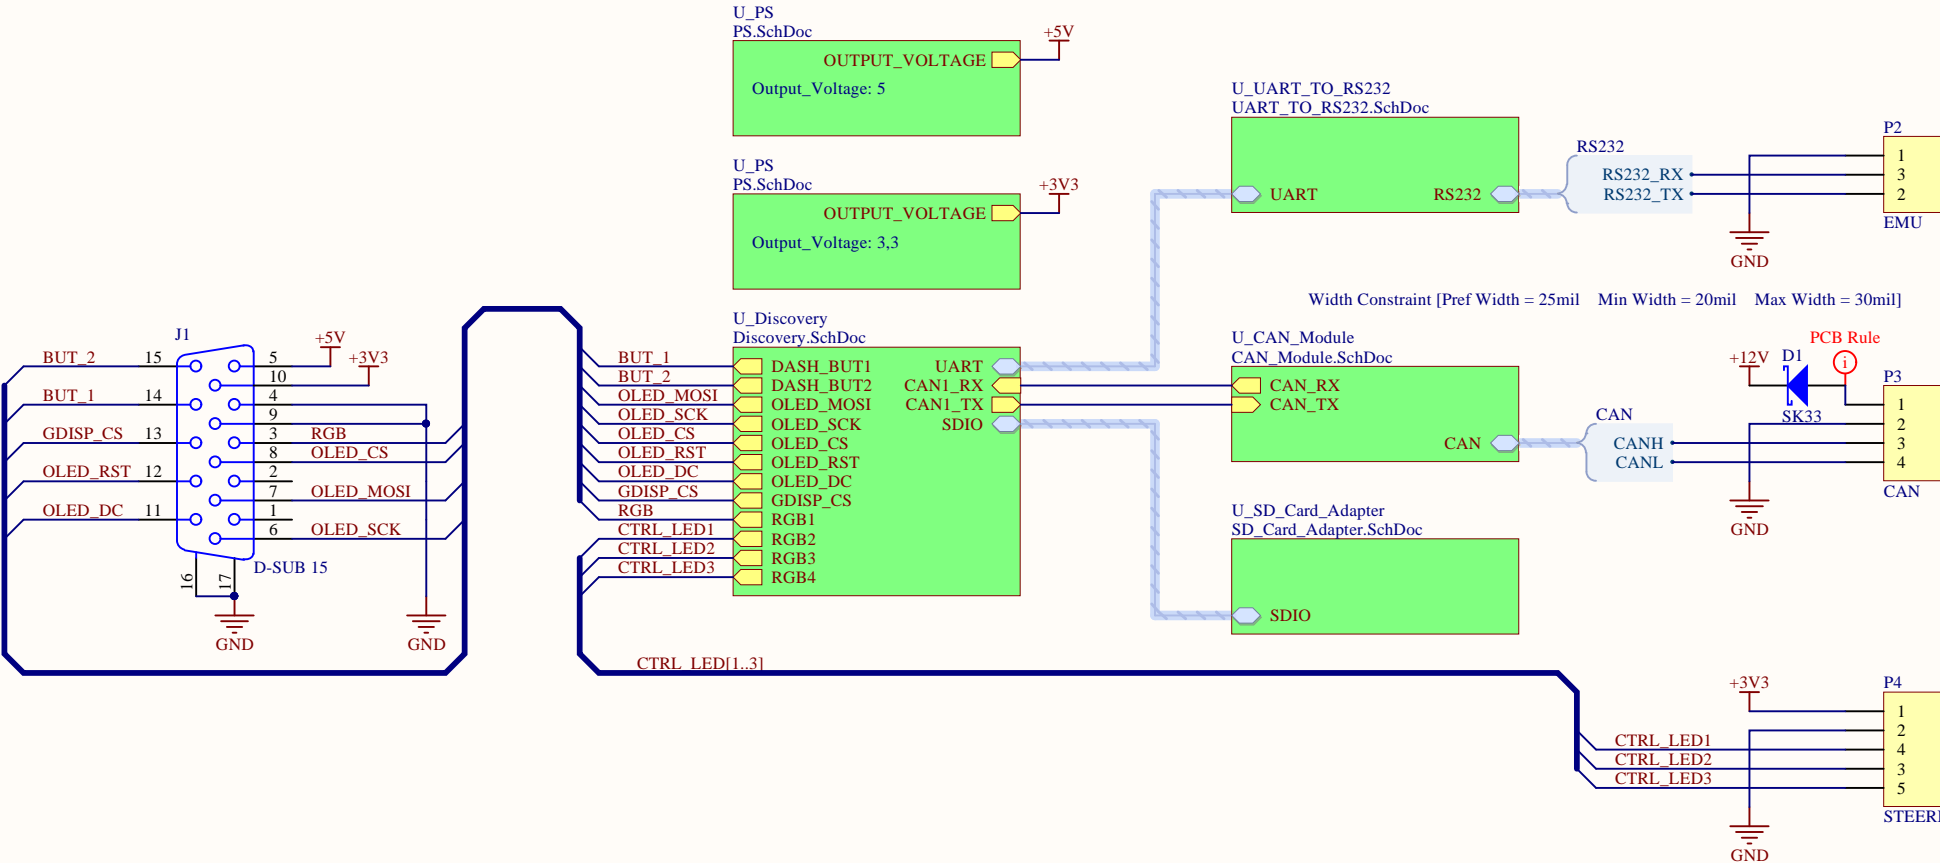 U_PS
PS.SchDoc
OUTPUT_VOLTAGE
Output_Voltage: 5
+5V
U_PS
PS.SchDoc
OUTPUT_VOLTAGE
Output_Voltage: 3,3
+3V3
U_UART_TO_RS232
UART_TO_RS232.SchDoc
UART
RS232
RS232
RS232_RX
RS232_TX
P2
1
3
2
EMU
GND
Width Constraint [Pref Width = 25mil Min Width = 20mil Max Width = 30mil]
J1
BUT_2 15
BUT_1 14
GDISP_CS 13
OLED_RST 12
OLED_DC 11
5 +5V
10 +3V3
4
9
3 RGB
8 OLED_CS
2
7 OLED_MOSI
1
6 OLED_SCK
16
17
D-SUB 15
GND
GND
U_Discovery
Discovery.SchDoc
BUT_1 DASH_BUT1
BUT_2 DASH_BUT2
OLED_MOSI OLED_MOSI
OLED_SCK OLED_SCK
OLED_CS OLED_CS
OLED_RST OLED_RST
OLED_DC OLED_DC
GDISP_CS GDISP_CS
RGB RGB1
CTRL_LED1 RGB2
CTRL_LED2 RGB3
CTRL_LED3 RGB4
UART
CAN1_RX
CAN1_TX
SDIO
U_CAN_Module
CAN_Module.SchDoc
CAN_RX
CAN_TX
CAN
CAN
CANH
CANL
+12V
D1
SK33
PCB Rule
i
P3
1
2
3
4
CAN
GND
U_SD_Card_Adapter
SD_Card_Adapter.SchDoc
SDIO
CTRL_LED[1..3]
+3V3
P4
1
2
CTRL_LED1 4
CTRL_LED2 3
CTRL_LED3 5
GND